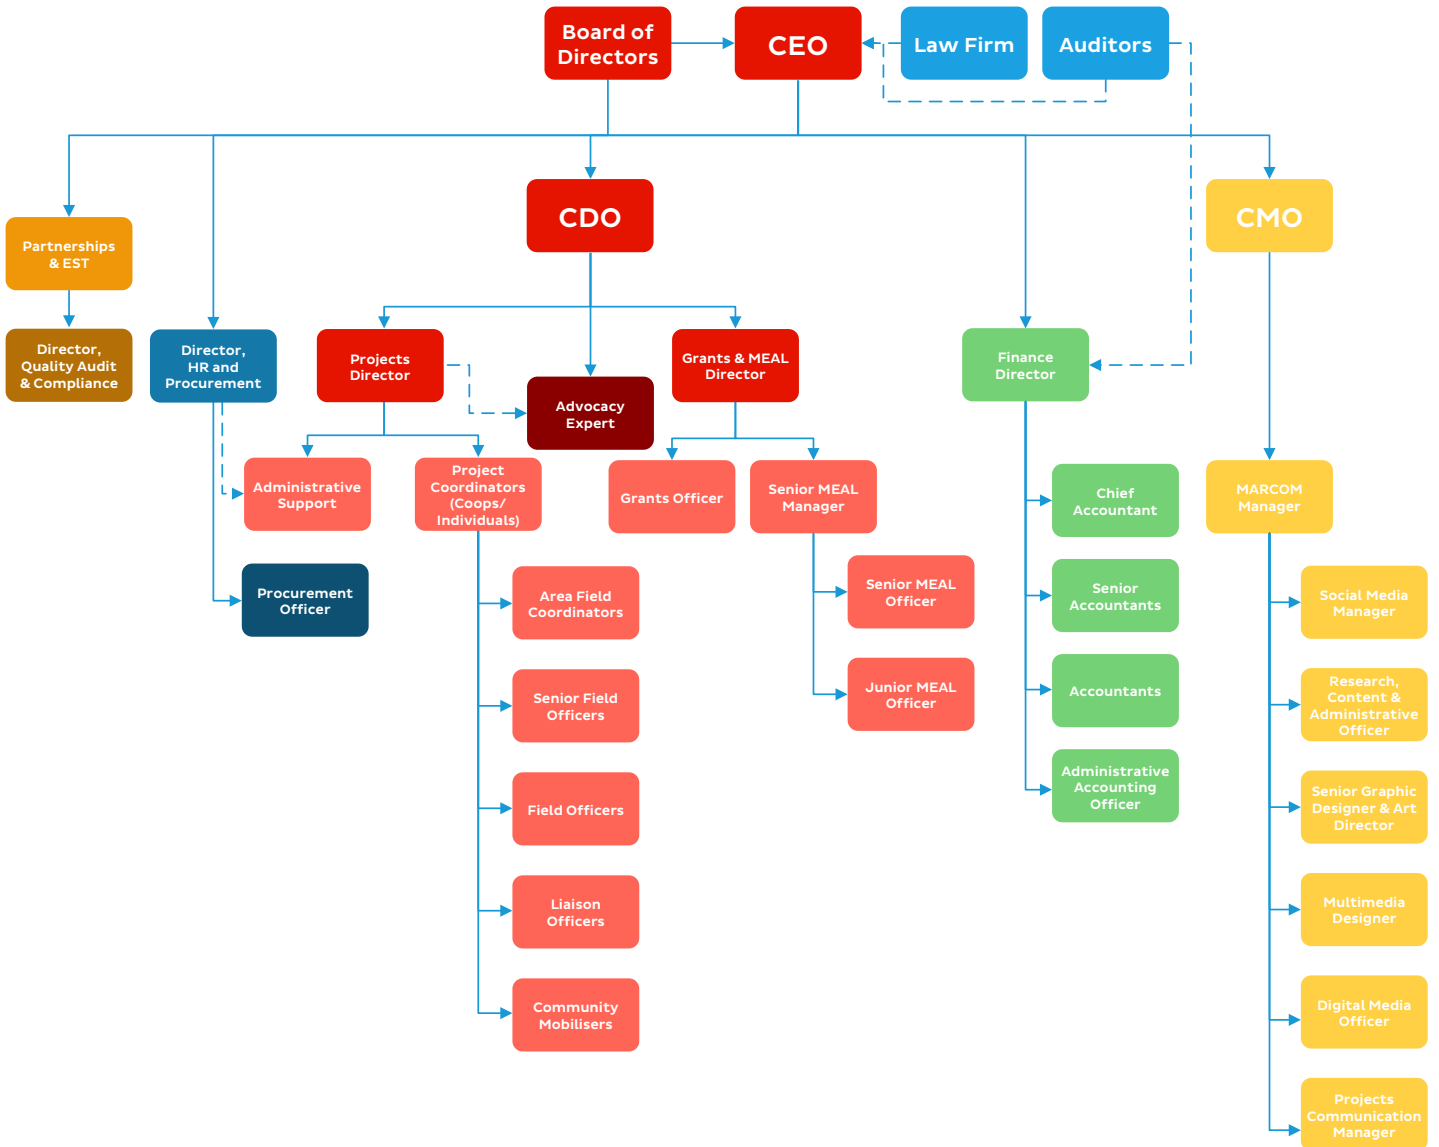 Board of
Directors
CEO
Law Firm
Auditors
CDO
CMO
Partnerships
& EST
Director,
Quality Audit
& Compliance
Director,
HR and
Procurement
Projects
Director
Grants & MEAL
Director
Finance
Director
Advocacy
Expert
Administrative
Support
Project
Coordinators
(Coops/
Individuals)
Grants Officer
Senior MEAL
Manager
Chief
Accountant
MARCOM
Manager
Procurement
Officer
Area Field
Coordinators
Senior MEAL
Officer
Senior
Accountants
Social Media
Manager
Senior Field
Officers
Junior MEAL
Officer
Accountants
Research,
Content &
Administrative
Officer
Field Officers
Administrative
Accounting
Officer
Senior Graphic
Designer & Art
Director
Liaison
Officers
Multimedia
Designer
Community
Mobilisers
Digital Media
Officer
Projects
Communication
Manager